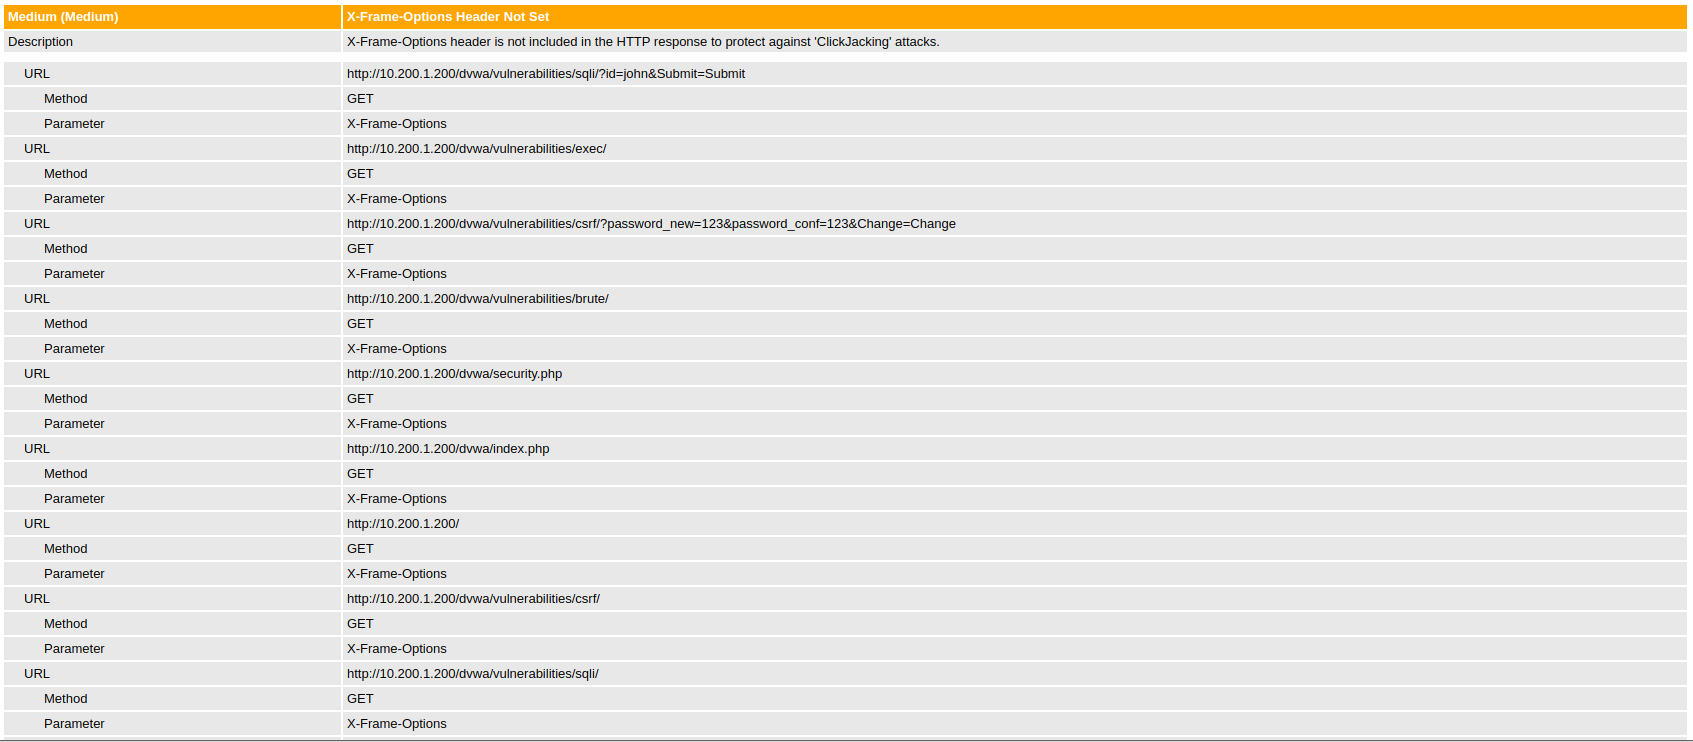 Medium (Medium) X-Frame-Options Header Not Set
Description X-Frame-Options header is not included in the HTTP response to protect against 'ClickJacking' attacks.
URL http://10.200.1.200/dvwa/vulnerabilities/sqli/?id=john&Submit=Submit
Method GET
Parameter X-Frame-Options
URL http://10.200.1.200/dvwa/vulnerabilities/exec/
Method GET
Parameter X-Frame-Options
URL http://10.200.1.200/dvwa/vulnerabilities/csrf/?password_new=123&password_conf=123&Change=Change
Method GET
Parameter X-Frame-Options
URL http://10.200.1.200/dvwa/vulnerabilities/brute/
Method GET
Parameter X-Frame-Options
URL http://10.200.1.200/dvwa/security.php
Method GET
Parameter X-Frame-Options
URL http://10.200.1.200/dvwa/index.php
Method GET
Parameter X-Frame-Options
URL http://10.200.1.200/
Method GET
Parameter X-Frame-Options
URL http://10.200.1.200/dvwa/vulnerabilities/csrf/
Method GET
Parameter X-Frame-Options
URL http://10.200.1.200/dvwa/vulnerabilities/sqli/
Method GET
Parameter X-Frame-Options